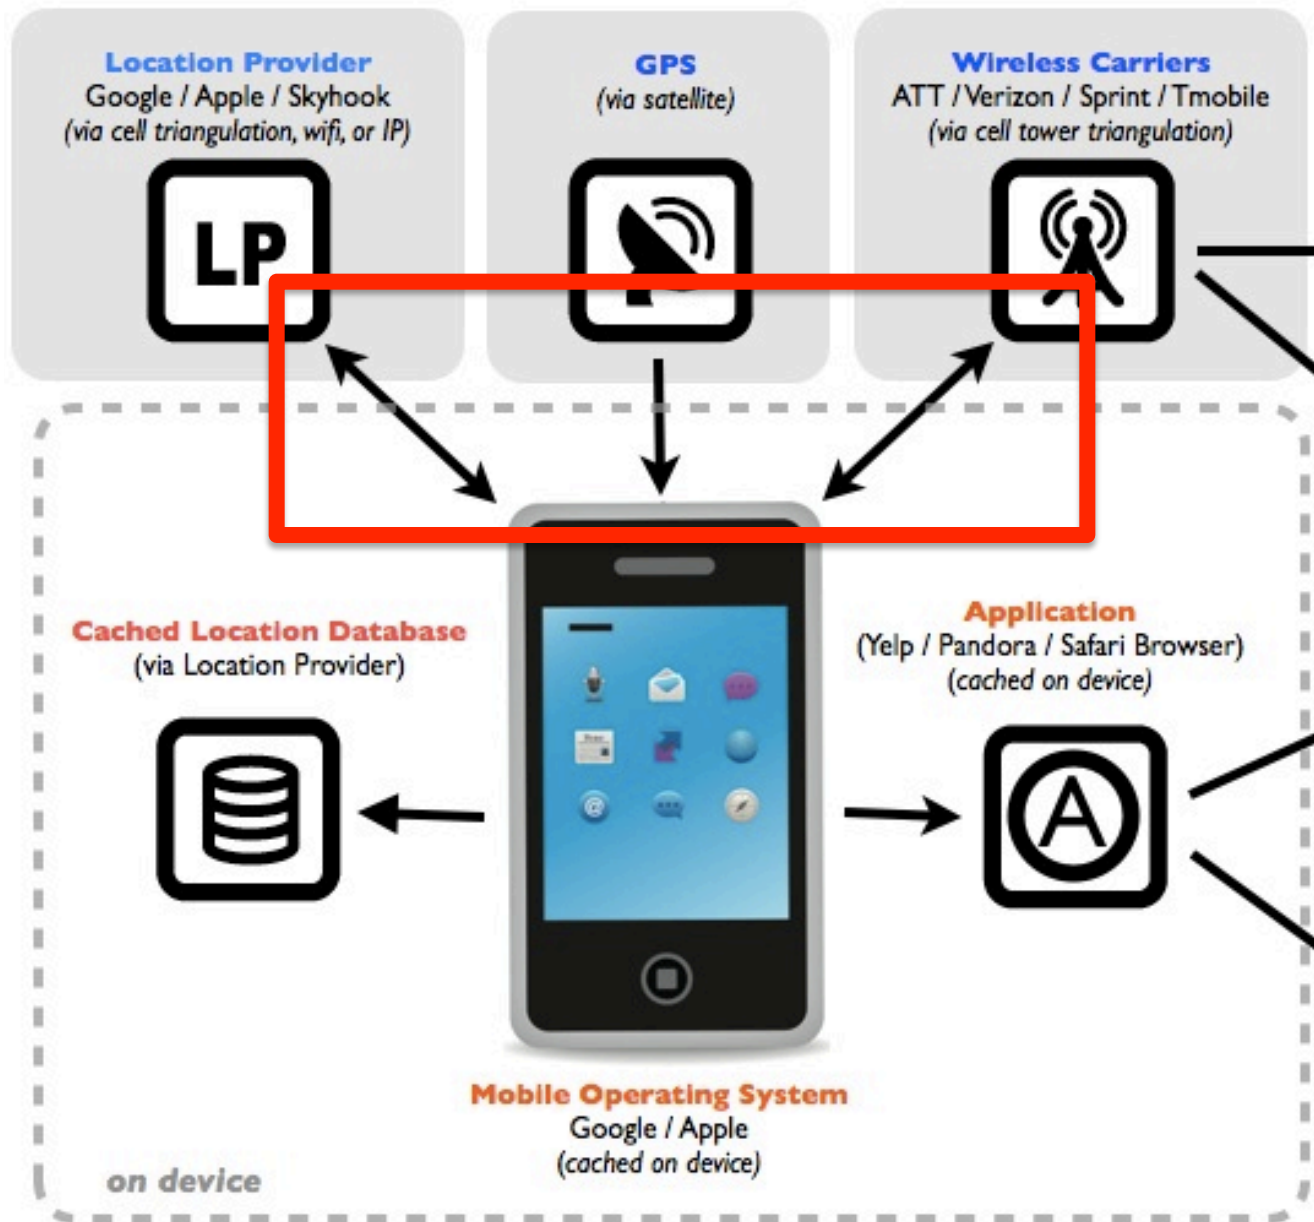 Location Provider
Google / Apple / Skyhook
(via cell triangulation, wifi, or IP)
LP
GPS
(via satellite)
Wireless Carriers
ATT / Verizon / Sprint / Tmobile
(via cell tower triangulation)
Cached Location Database
(via Location Provider)
Application
(Yelp / Pandora / Safari Browser)
(cached on device)
A
Mobile Operating System
Google / Apple
(cached on device)
on device